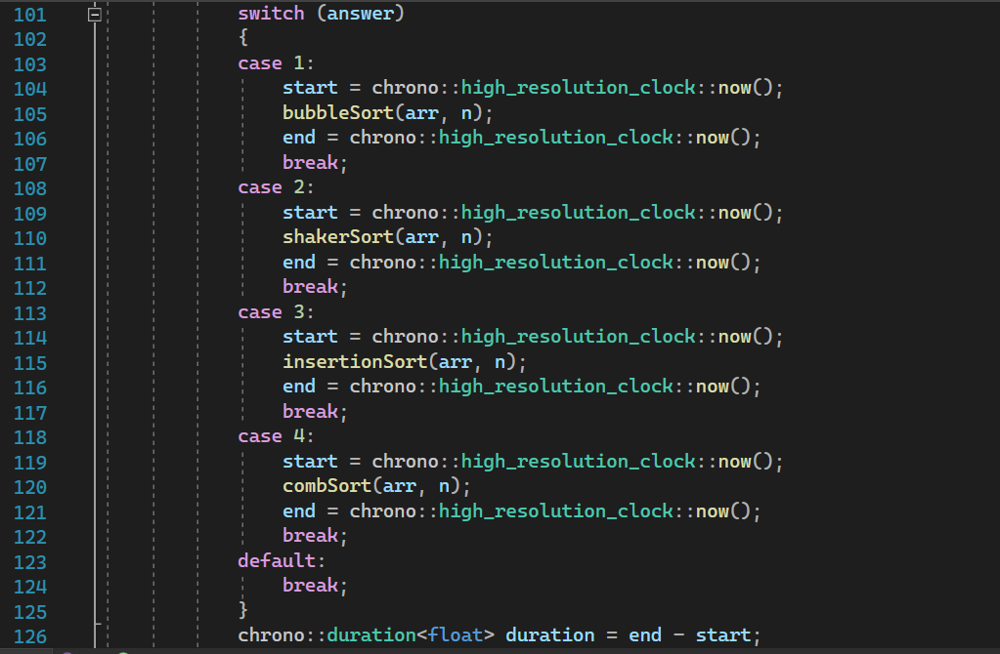 101 switch (answer)
102 {
103 case 1:
104 start = chrono::high_resolution_clock::now();
105 bubbleSort(arr, n);
106 end = chrono::high_resolution_clock::now();
107 break;
108 case 2:
109 start = chrono::high_resolution_clock::now();
110 shakerSort(arr, n);
111 end = chrono::high_resolution_clock::now();
112 break;
113 case 3:
114 start = chrono::high_resolution_clock::now();
115 insertionSort(arr, n);
116 end = chrono::high_resolution_clock::now();
117 break;
118 case 4:
119 start = chrono::high_resolution_clock::now();
120 combSort(arr, n);
121 end = chrono::high_resolution_clock::now();
122 break;
123 default:
124 break;
125 }
126 chrono::duration<float> duration = end - start;